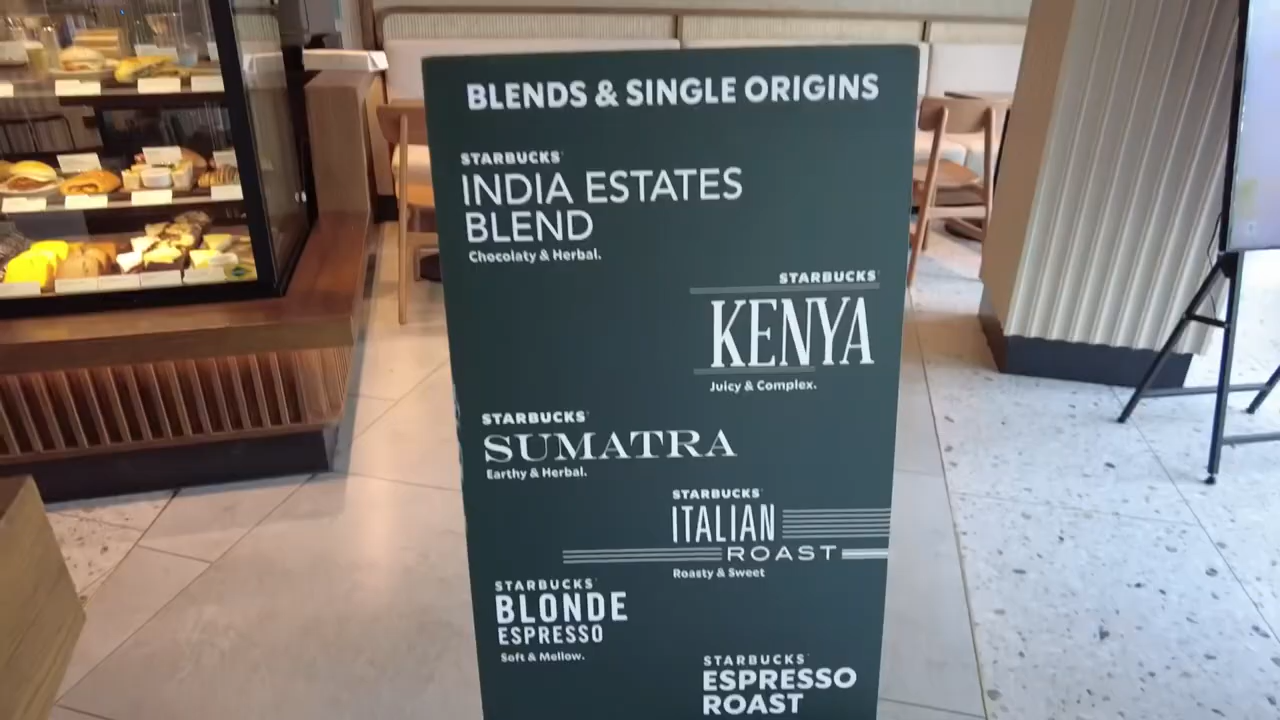 BLENDS & SINGLE ORIGINS
STARBUCKS
INDIA ESTATES
BLEND
Chocolaty & Herbal.
STARBUCKS
KENYA
Juicy & Complex.
STARBUCKS
SUMATRA
Earthy & Herbal.
STARBUCKS
ITALIAN
ROAST
Roasty & Sweet
STARBUCKS
BLONDE
ESPRESSO
Soft & Mellow.
STARBUCKS
ESPRESSO
ROAST